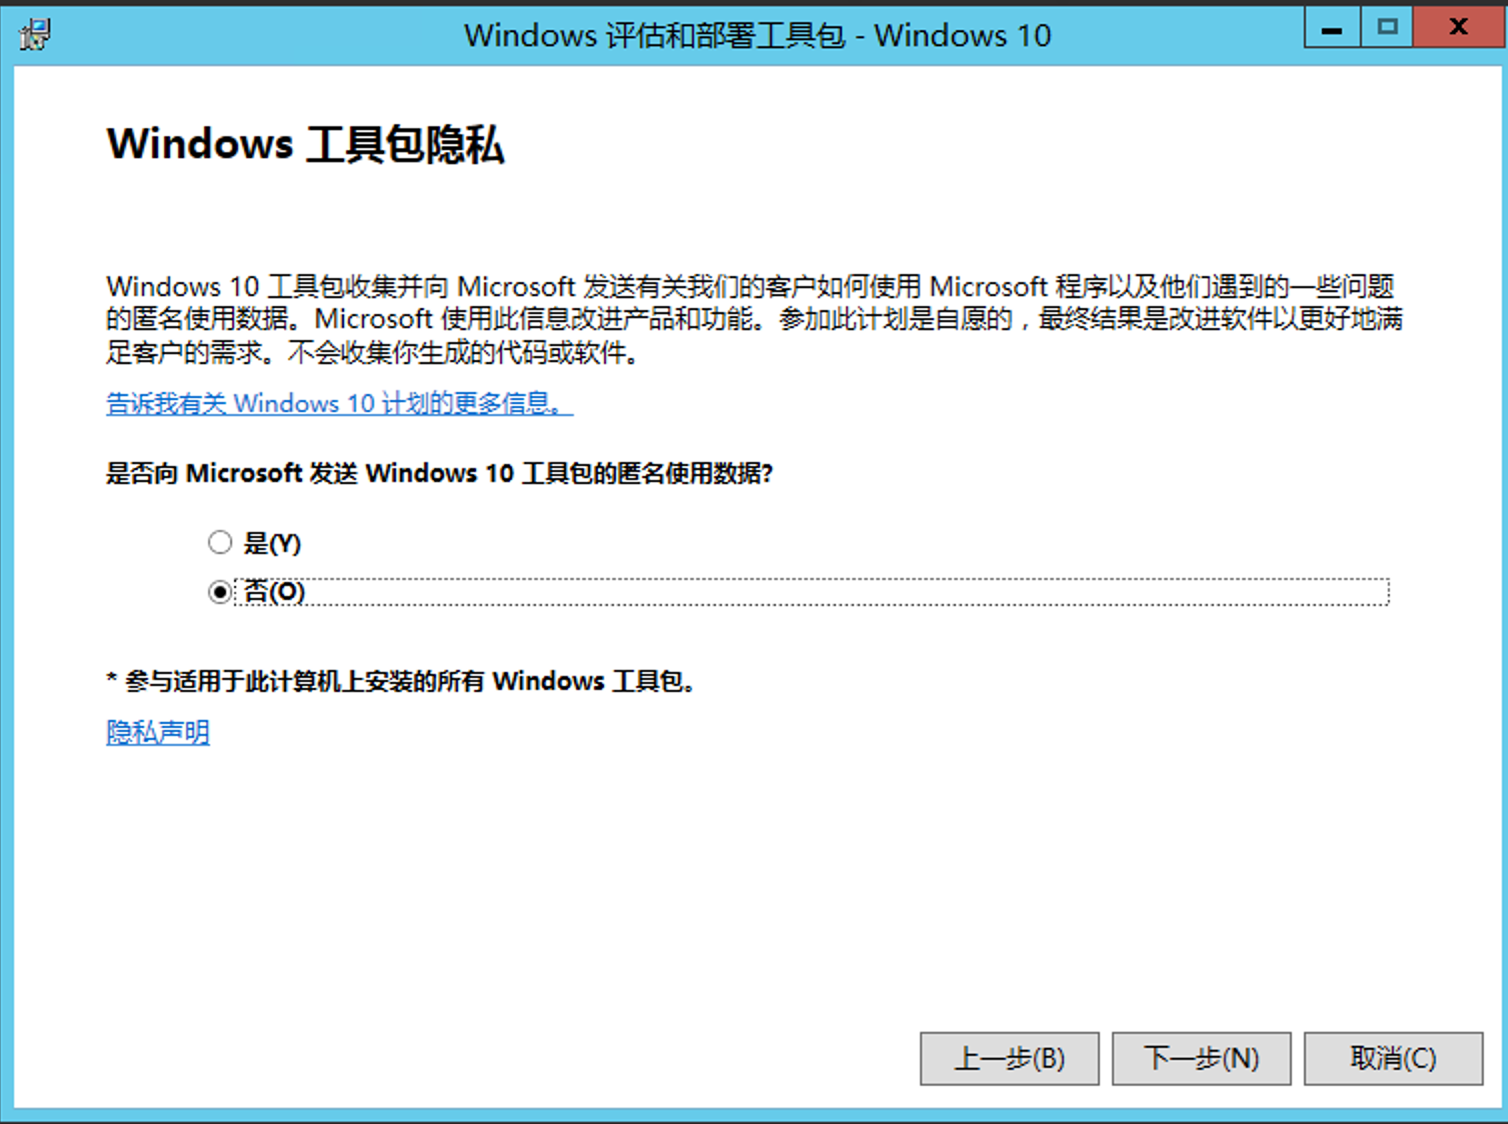 Windows 评估和部署工具包 - Windows 10
Windows 工具包隐私
Windows 10 工具包收集并向 Microsoft 发送有关我们的客户如何使用 Microsoft 程序以及他们遇到的一些问题
的匿名使用数据。Microsoft 使用此信息改进产品和功能。参加此计划是自愿的，最终结果是改进软件以更好地满
足客户的需求。不会收集你生成的代码或软件。
告诉我有关 Windows 10 计划的更多信息。
是否向 Microsoft 发送 Windows 10 工具包的匿名使用数据?
是(Y)
否(O)
* 参与适用于此计算机上安装的所有 Windows 工具包。
隐私声明
上一步(B) 下一步(N) 取消(C)